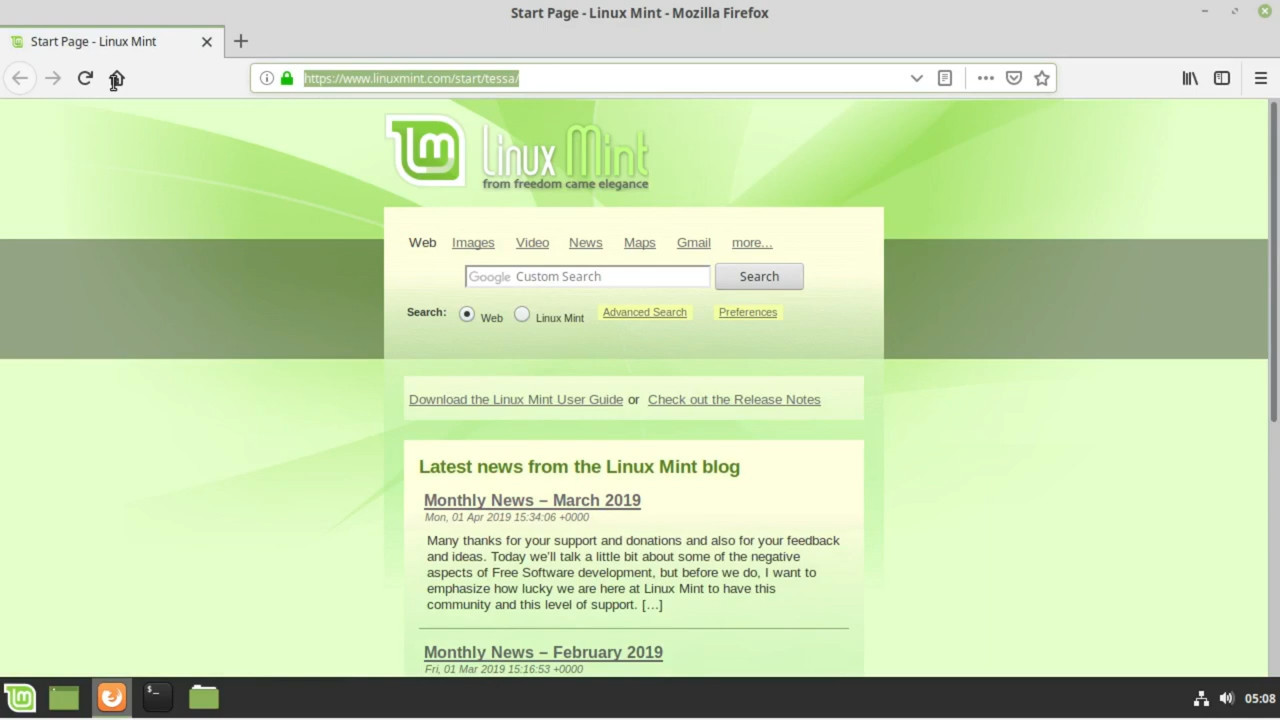 Start Page - Linux Mint - Mozilla Firefox
Start Page - Linux Mint
https://www.linuxmint.com/start/tessa/
Linux Mint
from freedom came elegance
Web Images Video News Maps Gmail more...
Google Custom Search Search
Search: Web Linux Mint Advanced Search Preferences
Download the Linux Mint User Guide or Check out the Release Notes
Latest news from the Linux Mint blog
Monthly News – March 2019
Mon, 01 Apr 2019 15:34:06 +0000
Many thanks for your support and donations and also for your feedback
and ideas. Today we'll talk a little bit about some of the negative
aspects of Free Software development, but before we do, I want to
emphasize how lucky we are here at Linux Mint to have this
community and this level of support. […]
Monthly News – February 2019
Fri, 01 Mar 2019 15:16:53 +0000
05:08